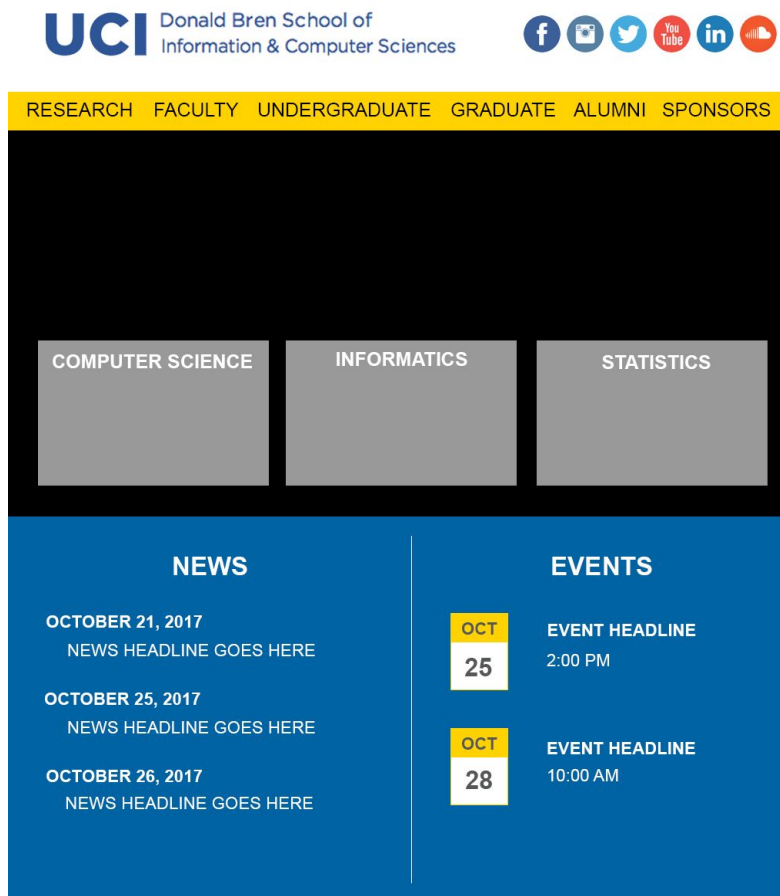 UCI Donald Bren School of
Information & Computer Sciences
f You Tube in
RESEARCH FACULTY UNDERGRADUATE GRADUATE ALUMNI SPONSORS
COMPUTER SCIENCE INFORMATICS STATISTICS
NEWS
OCTOBER 21, 2017
NEWS HEADLINE GOES HERE
OCTOBER 25, 2017
NEWS HEADLINE GOES HERE
OCTOBER 26, 2017
NEWS HEADLINE GOES HERE
EVENTS
OCT
25
EVENT HEADLINE
2:00 PM
OCT
28
EVENT HEADLINE
10:00 AM